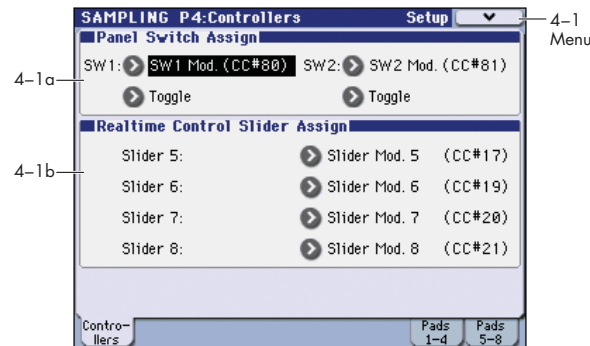 SAMPLING P4:Controllers Setup
4–1
Menu
Panel Switch Assign
4–1a
SW1: SW1 Mod. (CC#80) SW2: SW2 Mod. (CC#81)
Toggle Toggle
Realtime Control Slider Assign
4–1b
Slider 5: Slider Mod. 5 (CC#17)
Slider 6: Slider Mod. 6 (CC#19)
Slider 7: Slider Mod. 7 (CC#20)
Slider 8: Slider Mod. 8 (CC#21)
Contro–
llers
Pads
1–4
Pads
5–8